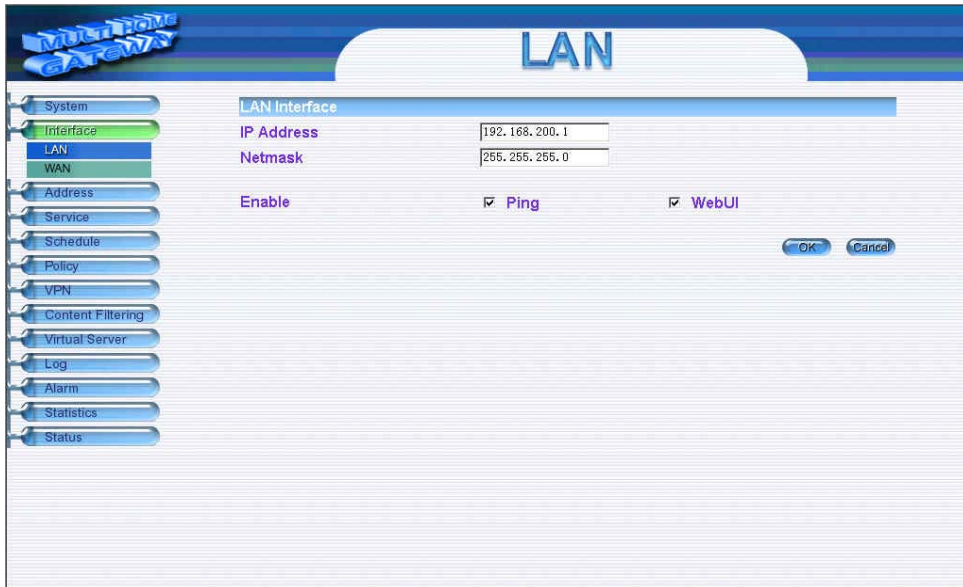 MULTI HOME
GATEWAY
LAN
System
Interface
LAN
WAN
Address
Service
Schedule
Policy
VPN
Content Filtering
Virtual Server
Log
Alarm
Statistics
Status
LAN Interface
IP Address 192.168.200.1
Netmask 255.255.255.0
Enable Ping WebUI
OK Cancel